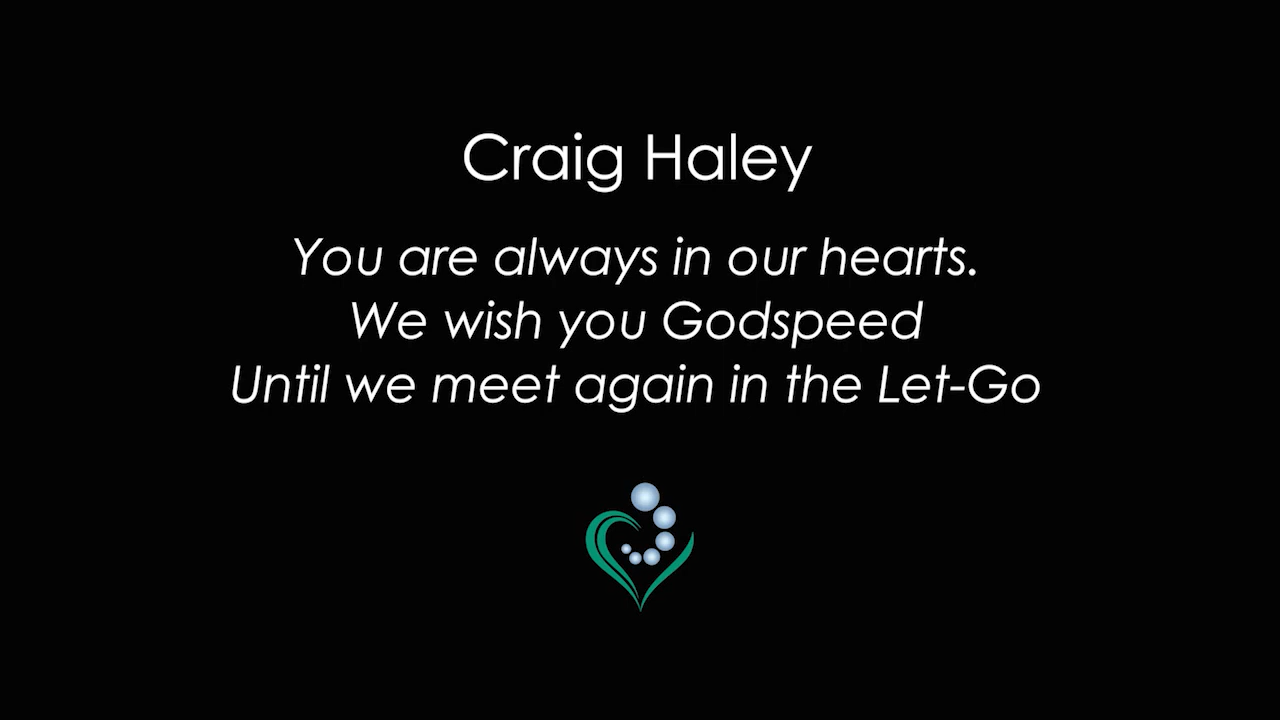 Craig Haley
You are always in our hearts.
We wish you Godspeed
Until we meet again in the Let-Go